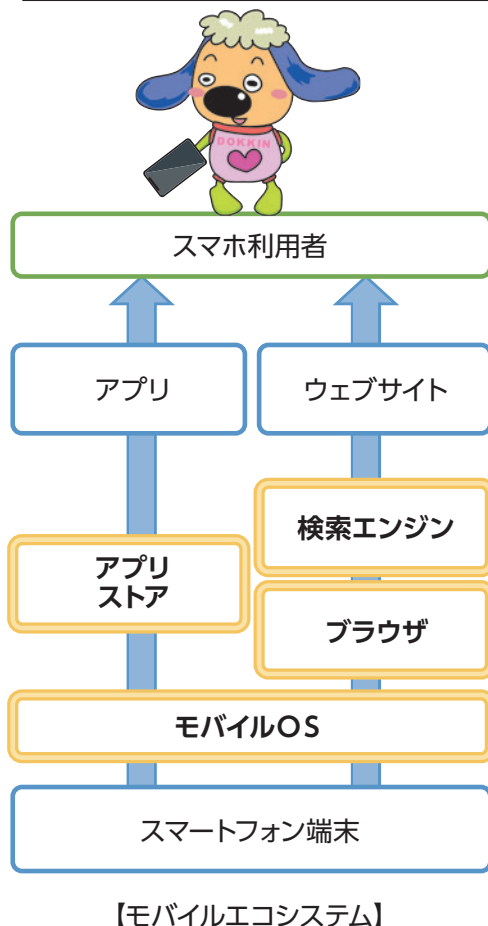 DOKKIN
スマホ利用者
アプリ
ウェブサイト
検索エンジン
アプリ
ストア
ブラウザ
モバイルOS
スマートフォン端末
【モバイルエコシステム】